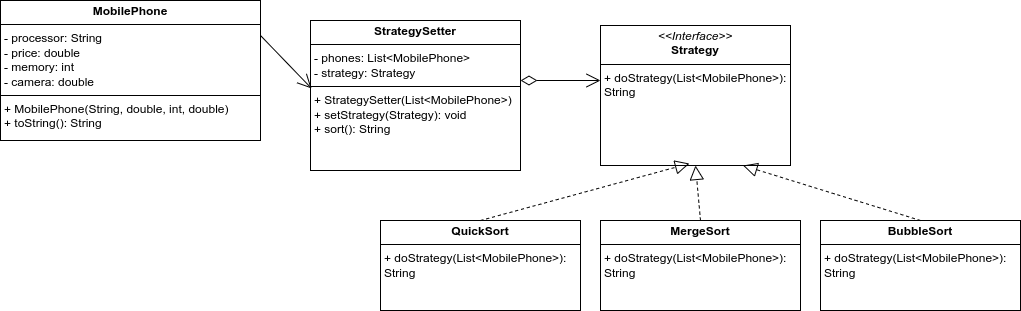 MobilePhone
- processor: String
- price: double
- memory: int
- camera: double
+ MobilePhone(String, double, int, double)
+ toString(): String
StrategySetter
- phones: List<MobilePhone>
- strategy: Strategy
+ StrategySetter(List<MobilePhone>)
+ setStrategy(Strategy): void
+ sort(): String
<<Interface>>
Strategy
+ doStrategy(List<MobilePhone>):
String
QuickSort
+ doStrategy(List<MobilePhone>):
String
MergeSort
+ doStrategy(List<MobilePhone>):
String
BubbleSort
+ doStrategy(List<MobilePhone>):
String